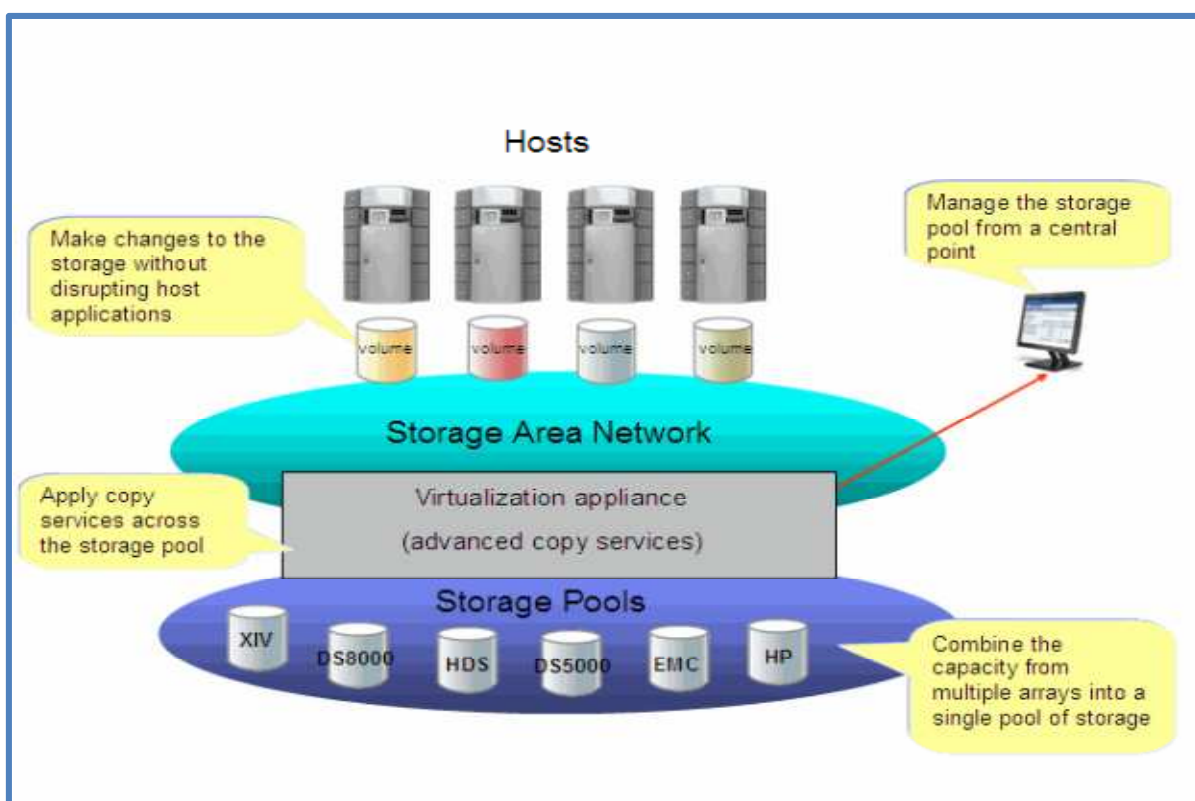 Hosts
Make changes to the
storage without
disrupting host
applications
Manage the storage
pool from a central
point
volume
volume
volume
volume
Storage Area Network
Apply copy
services across
the storage pool
Virtualization appliance
(advanced copy services)
Storage Pools
XIV
DS8000
HDS
DS5000
EMC
HP
Combine the
capacity from
multiple arrays into a
single pool of storage